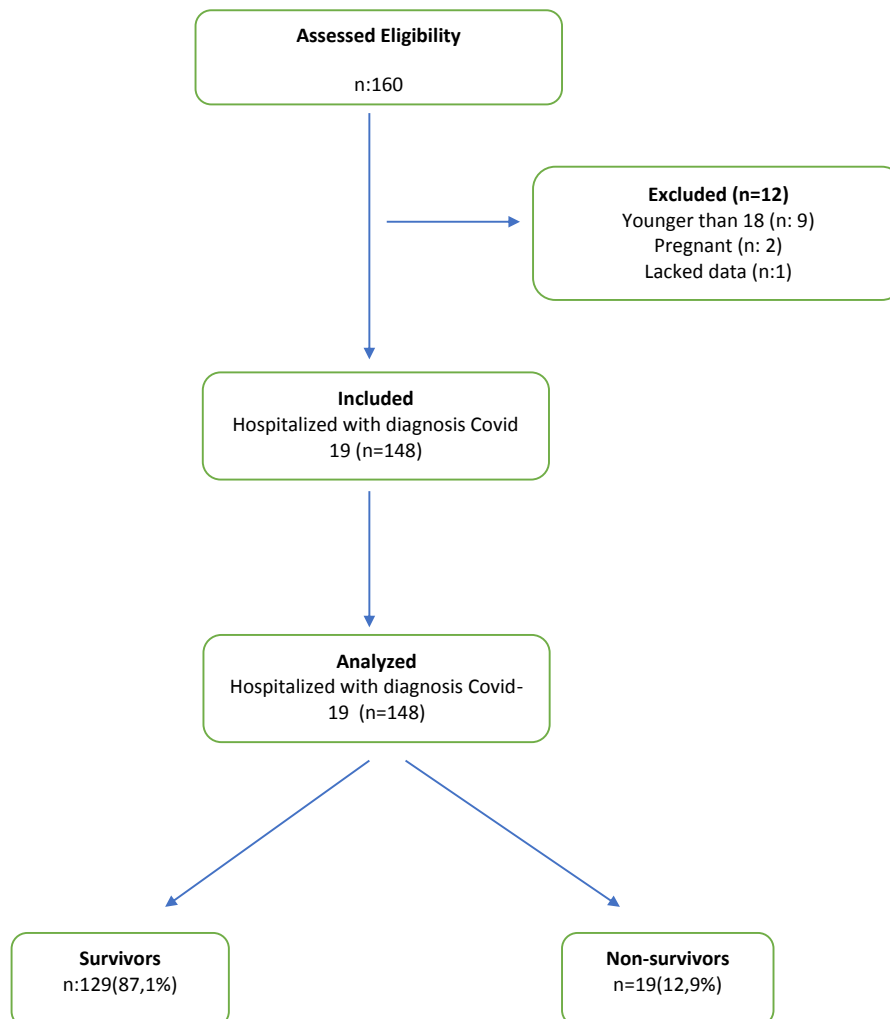 Assessed Eligibility
n:160
Excluded (n=12)
Younger than 18 (n: 9)
Pregnant (n: 2)
Lacked data (n:1)
Included
Hospitalized with diagnosis Covid
19 (n=148)
Analyzed
Hospitalized with diagnosis Covid-
19  (n=148)
Survivors
n:129(87,1%)
Non-survivors
n=19(12,9%)